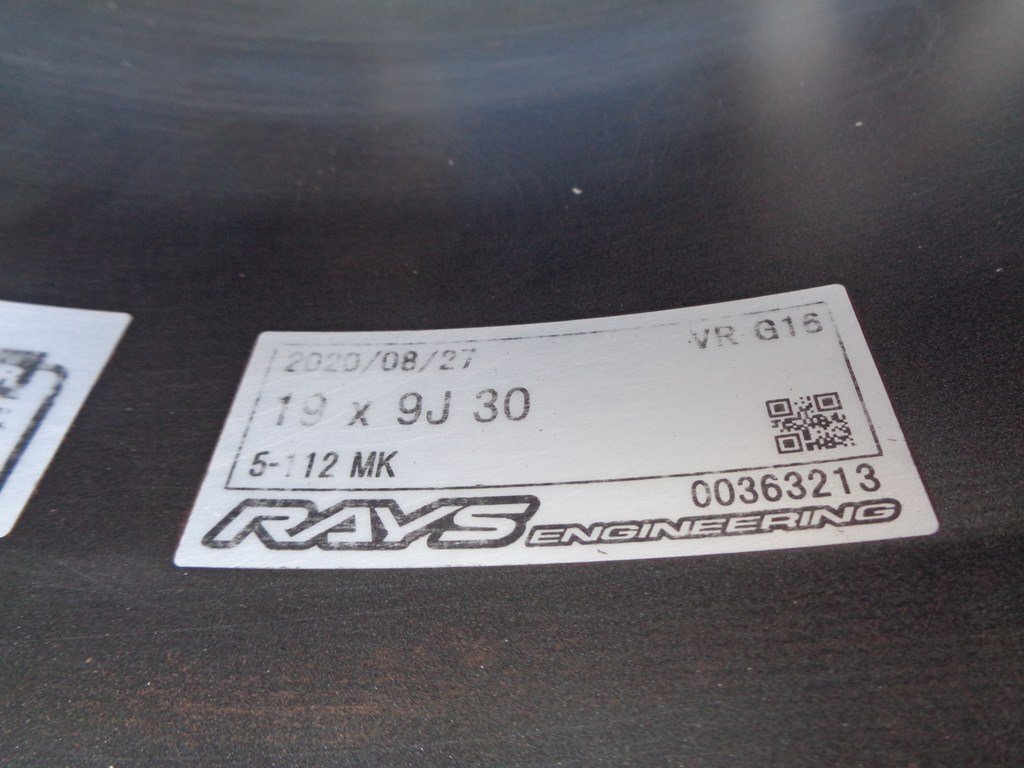 2020/08/27
VR G16
19 x 9J 30
5-112 MK
00363213
RAYS ENGINEERING